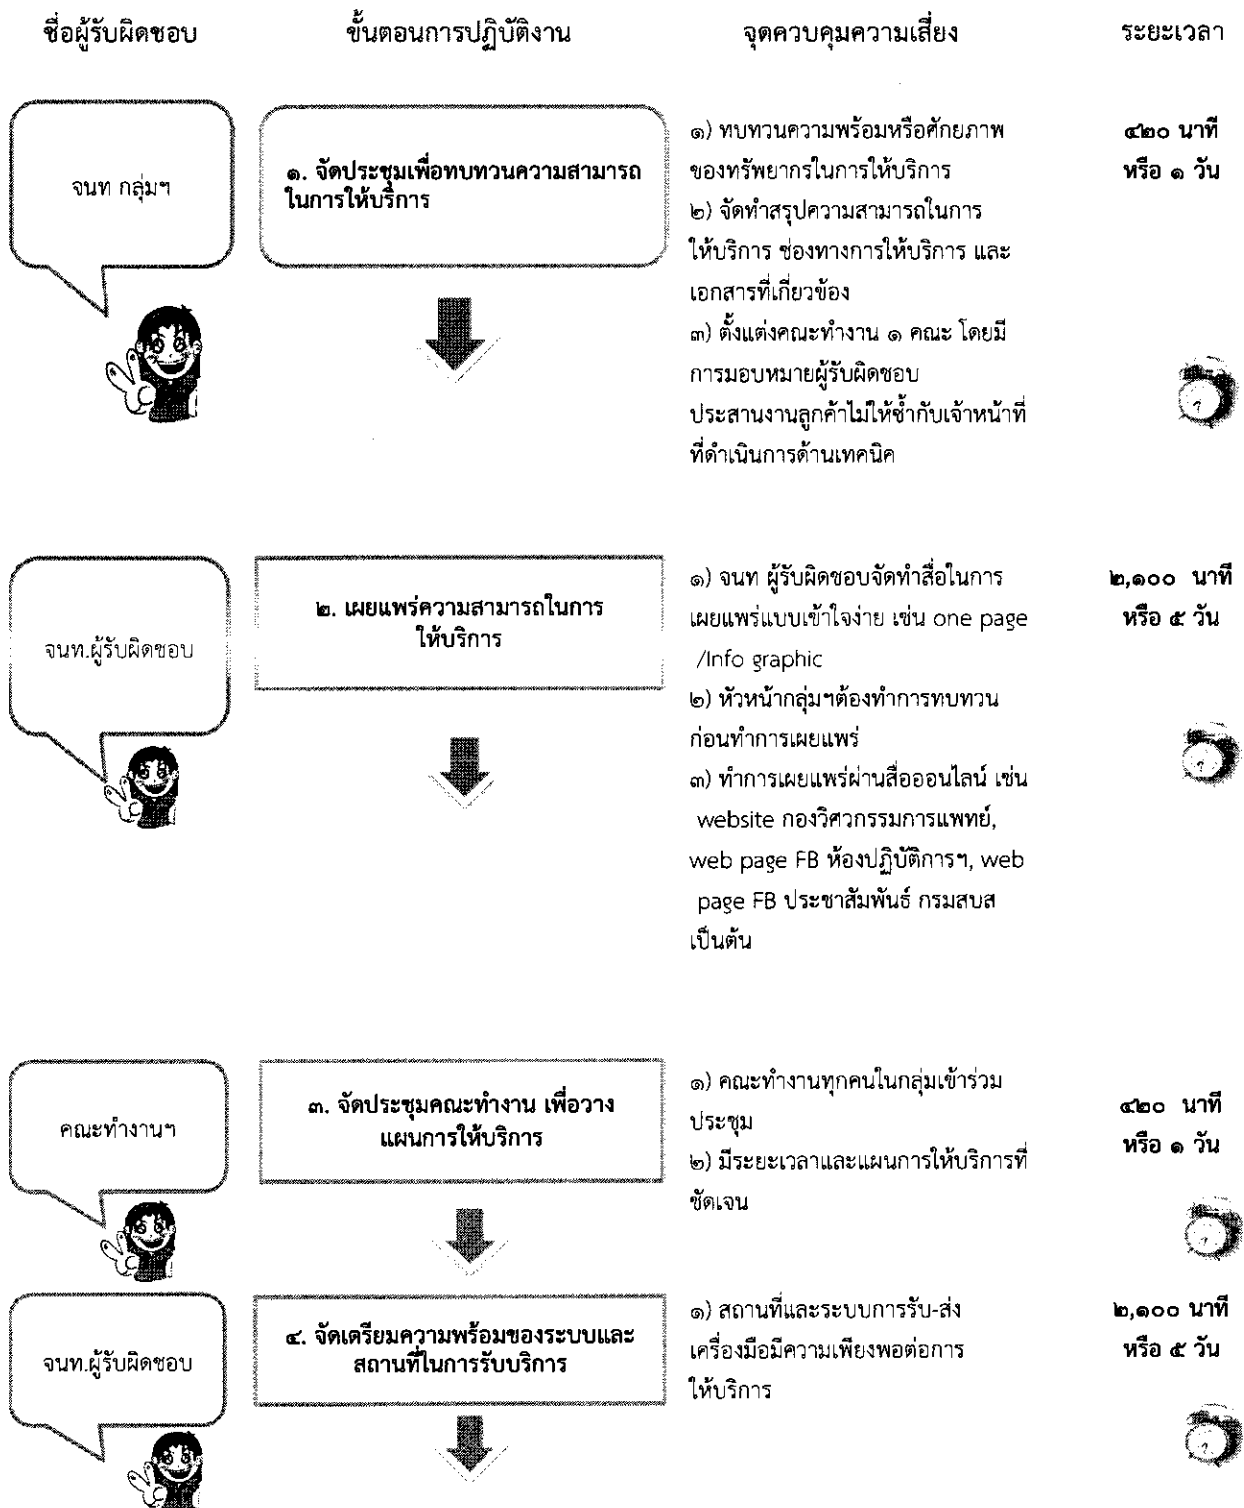 ชื่อผู้รับผิดชอบ ขั้นตอนการปฏิบัติงาน จุดควบคุมความเสี่ยง ระยะเวลา
จนท กลุ่มฯ
๑. จัดประชุมเพื่อทบทวนความสามารถ
ในการให้บริการ
๑) ทบทวนความพร้อมหรือศักยภาพ
ของทรัพยากรในการให้บริการ
๒) จัดทำสรุปความสามารถในการ
ให้บริการ ช่องทางการให้บริการ และ
เอกสารที่เกี่ยวข้อง
๓) ตั้งแต่งคณะทำงาน ๑ คณะ โดยมี
การมอบหมายผู้รับผิดชอบ
ประสานงานลูกค้าไม่ให้ซ้ำกับเจ้าหน้าที่
ที่ดำเนินการด้านเทคนิค
๔๒๐ นาที
หรือ ๑ วัน
จนท.ผู้รับผิดชอบ
๒. เผยแพร่ความสามารถในการ
ให้บริการ
๑) จนท ผู้รับผิดชอบจัดทำสื่อในการ
เผยแพร่แบบเข้าใจง่าย เช่น one page
/Info graphic
๒) หัวหน้ากลุ่มฯต้องทำการทบทวน
ก่อนทำการเผยแพร่
๓) ทำการเผยแพร่ผ่านสื่อออนไลน์ เช่น
website กองวิศวกรรมการแพทย์,
web page FB ห้องปฏิบัติการฯ, web
page FB ประชาสัมพันธ์ กรมสบส
เป็นต้น
๒,๑๐๐ นาที
หรือ ๕ วัน
คณะทำงานฯ
๓. จัดประชุมคณะทำงาน เพื่อวาง
แผนการให้บริการ
๑) คณะทำงานทุกคนในกลุ่มเข้าร่วม
ประชุม
๒) มีระยะเวลาและแผนการให้บริการที่
ชัดเจน
๔๒๐ นาที
หรือ ๑ วัน
จนท.ผู้รับผิดชอบ
๔. จัดเตรียมความพร้อมของระบบและ
สถานที่ในการรับบริการ
๑) สถานที่และระบบการรับ-ส่ง
เครื่องมือมีความเพียงพอต่อการ
ให้บริการ
๒,๑๐๐ นาที
หรือ ๕ วัน